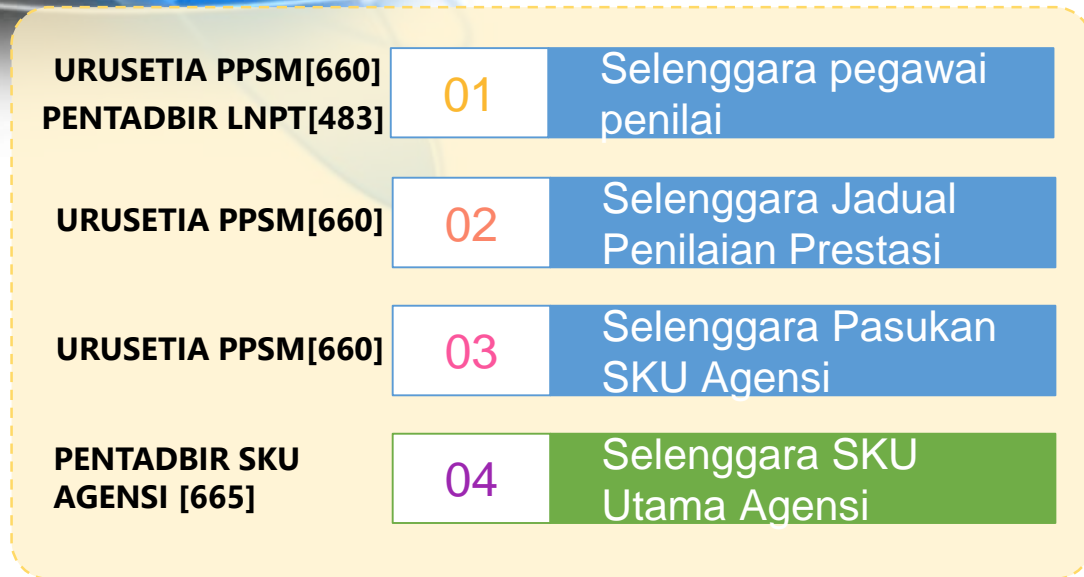 URUSETIA PPSM[660]
PENTADBIR LNPT[483]
01
Selenggara pegawai
penilai
URUSETIA PPSM[660]
02
Selenggara Jadual
Penilaian Prestasi
URUSETIA PPSM[660]
03
Selenggara Pasukan
SKU Agensi
PENTADBIR SKU
AGENSI [665]
04
Selenggara SKU
Utama Agensi